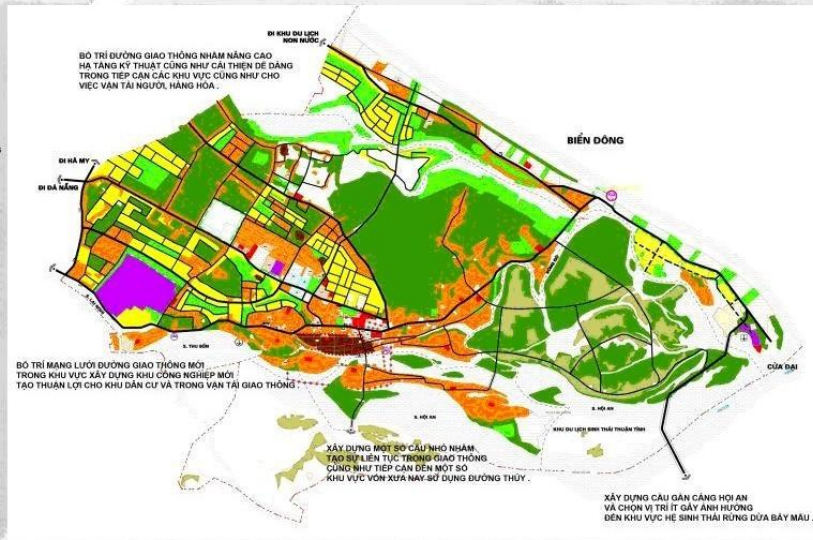 ĐI KHU DU LỊCH
NON NƯỚC
BỐ TRÍ ĐƯỜNG GIAO THÔNG NHẰM NÂNG CAO
HẠ TẦNG KỸ THUẬT CŨNG NHƯ CẢI THIỆN DỄ DÀNG
TRONG TIẾP CẬN CÁC KHU VỰC CŨNG NHƯ CHO
VIỆC VẬN TẢI NGƯỜI, HÀNG HÓA .
BIỂN ĐÔNG
ĐI HÀ MY
ĐI ĐÀ NẴNG
S. THU BỒN
CỬA ĐẠI
BỐ TRÍ MẠNG LƯỚI ĐƯỜNG GIAO THÔNG MỚI
TRONG KHU VỰC XÂY DỰNG KHU CÔNG NGHIỆP MỚI
TẠO THUẬN LỢI CHO KHU DÂN CƯ VÀ TRONG VẬN TẢI GIAO THÔNG .
S. HỘI AN
S. HỘI AN
KHU DU LỊCH SINH THÁI THUẬN TÌNH
XÂY DỰNG MỘT SỐ CẦU NHỎ NHẰM
TẠO SỰ LIÊN TỤC TRONG GIAO THÔNG
CŨNG NHƯ TIẾP CẬN ĐẾN MỘT SỐ
KHU VỰC VỐN XƯA NAY SỬ DỤNG ĐƯỜNG THỦY .
XÂY DỰNG CẦU GẦN CẢNG HỘI AN
VÀ CHỌN VỊ TRÍ ÍT GÂY ẢNH HƯỞNG
ĐẾN KHU VỰC HỆ SINH THÁI RỪNG DỪA BẢY MẪU .